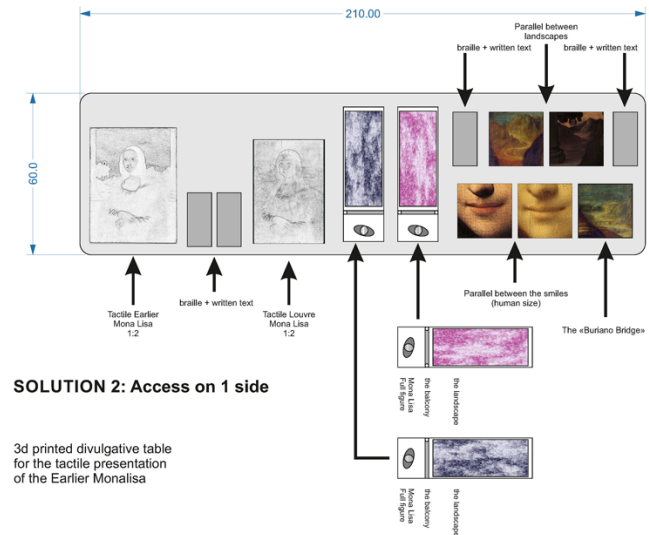 210.00
Parallel between
landscapes
braille + written text
braille + written text
60.0
Tactile Earlier
Mona Lisa
1:2
braille + written text
Tactile Louvre
Mona Lisa
1:2
Parallel between the smiles
(human size)
The «Buriano Bridge»
Mona Lisa
Full figure
the balcony
the landscape
SOLUTION 2: Access on 1 side
3d printed divulgative table
for the tactile presentation
of the Earlier Monalisa
Mona Lisa
Full figure
the balcony
the landscape